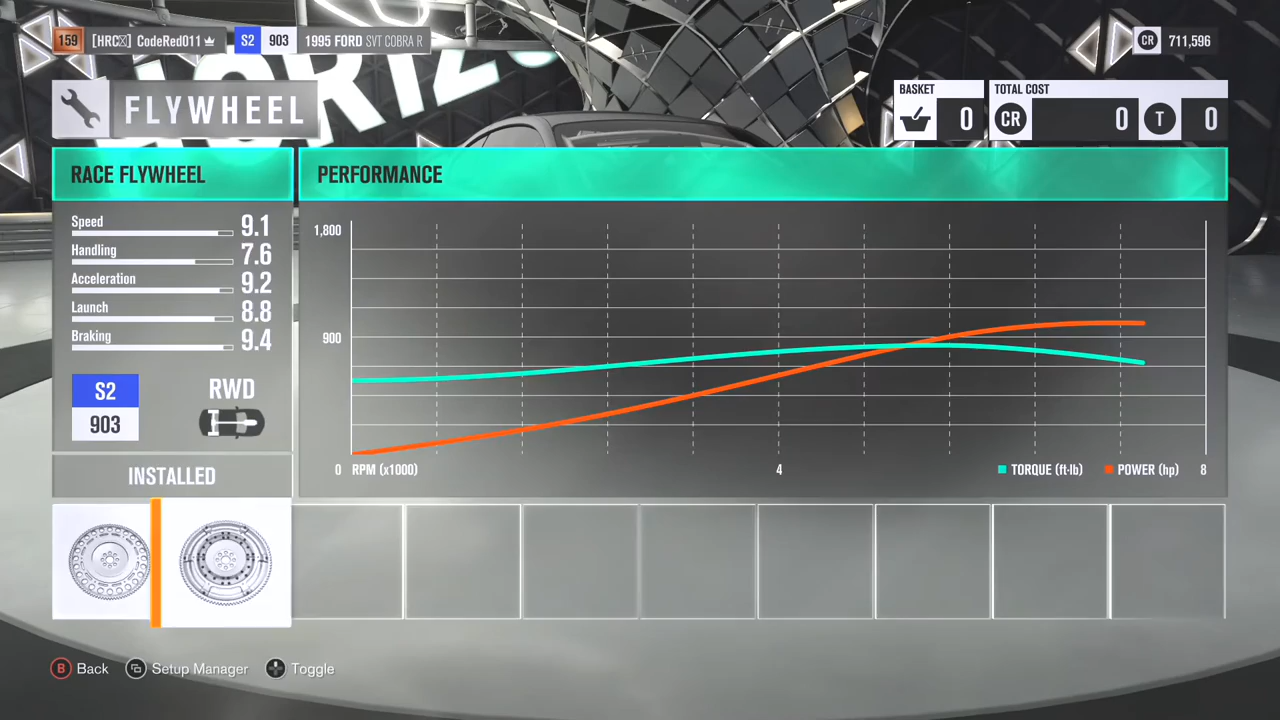 159 [HRC] CodeRed011 S2 903 1995 FORD SVT COBRA R
CR 711,596
HORIZO
FLYWHEEL
BASKET
0
TOTAL COST
CR 0 T 0
RACE FLYWHEEL
Speed 9.1
Handling 7.6
Acceleration 9.2
Launch 8.8
Braking 9.4
S2
903
RWD
INSTALLED
PERFORMANCE
1,800
900
0 RPM (x1000) 4 TORQUE (ft·lb) POWER (hp) 8
B Back Setup Manager Toggle